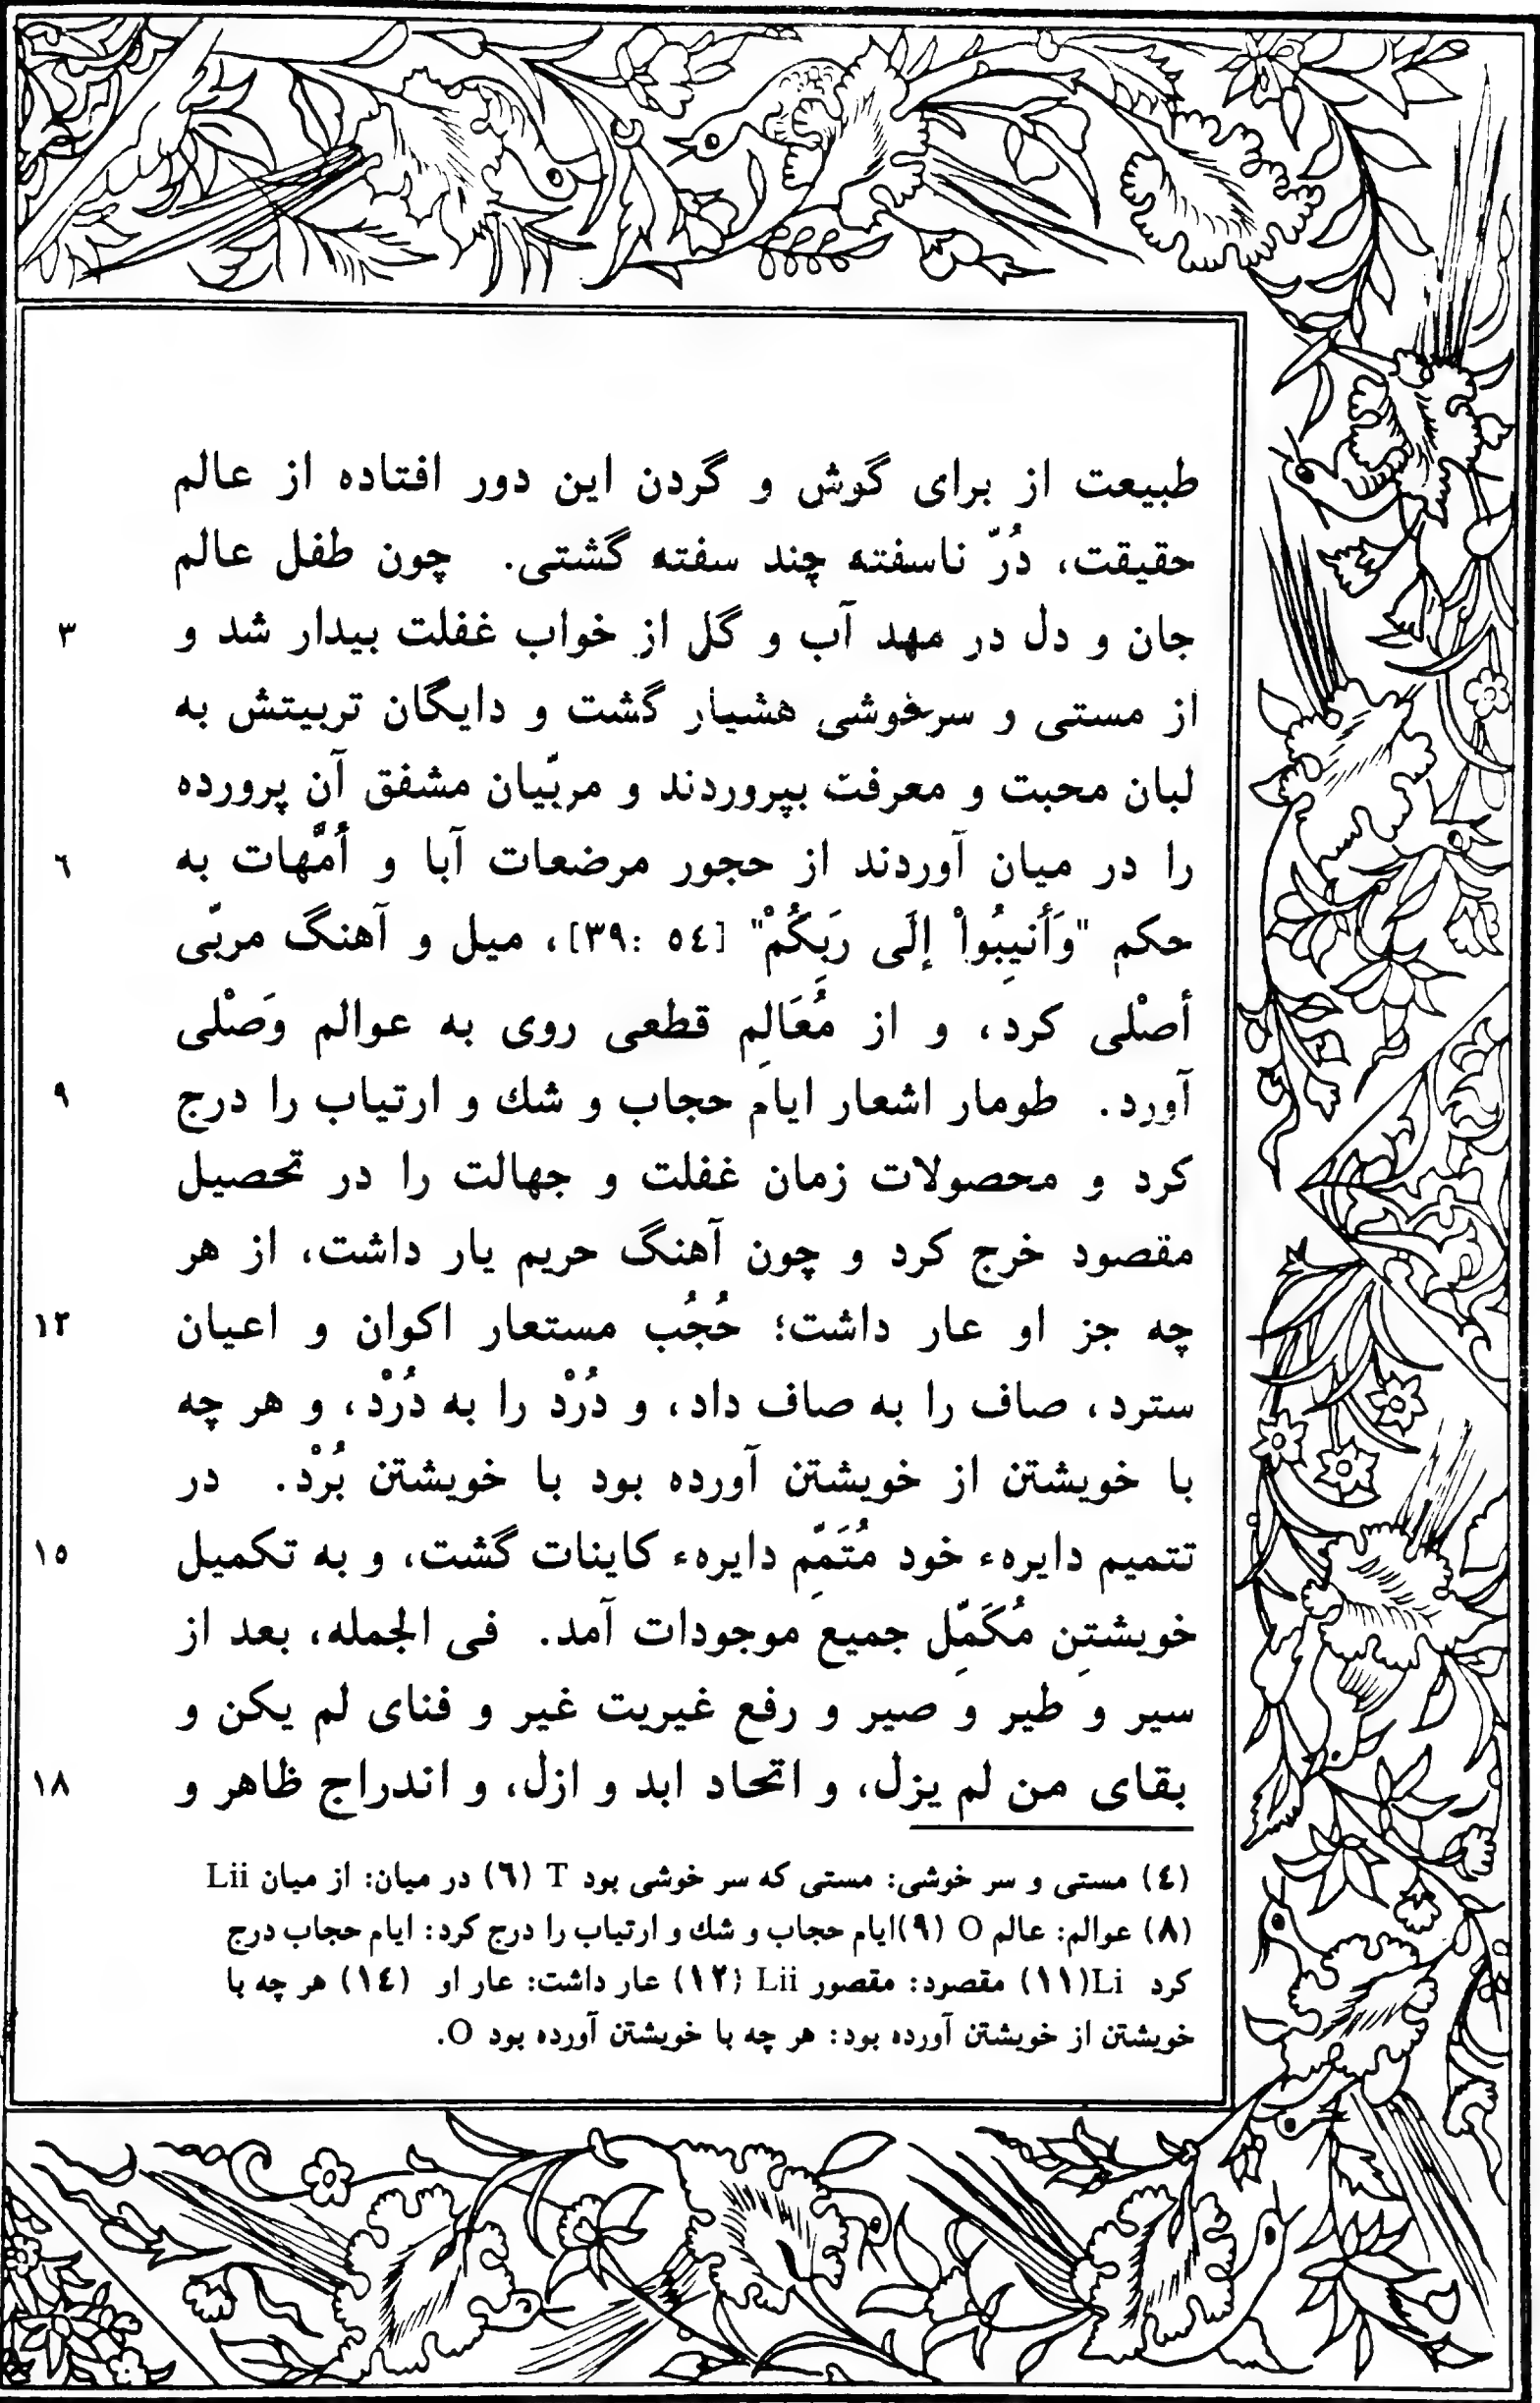 طبیعت از برای گوش و گردن این دور افتاده از عالم
حقیقت، دُرّ ناسفته چند سفته گشتی. چون طفل عالم
جان و دل در مهد آب و گل از خواب غفلت بیدار شد و
٣
از مستی و سرخوشی هشیار گشت و دایگان تربیتش به
لبان محبت و معرفت بپروردند و مربّیان مشفق آن پرورده
را در میان آوردند از حجور مرضعات آبا و أُمَّهات به
٦
حکم "وَأَنیِبُواْ إلَی رَبِکُمْ" [٥٤ :٣٩]، میل و آهنگ مربّی
أصْلی کرد، و از مُعَالِم قطعی روی به عوالم وَصْلی
آورد. طومار اشعار ایام حجاب و شك و ارتیاب را درج
٩
کرد و محصولات زمان غفلت و جهالت را در تحصیل
مقصود خرج کرد و چون آهنگ حریم یار داشت، از هر
چه جز او عار داشت؛ حُجُب مستعار اکوان و اعیان
١٢
سترد، صاف را به صاف داد، و دُرْد را به دُرْد، و هر چه
با خویشتن از خویشتن آورده بود با خویشتن بُرْد. در
تتمیم دایرهء خود مُتَمِّم دایرهء کاینات گشت، و به تکمیل
١٥
خویشتِن مُکَمِّل جمیع موجودات آمد. فی الجمله، بعد از
سیر و طیر و صیر و رفع غیریت غیر و فنای لم یکن و
بقای من لم یزل، و اتحاد ابد و ازل، و اندراج ظاهر و
١٨
(٤) مستی و سر خوشی: مستی که سر خوشی بود T (٦) در میان: از میان Lii
(٨) عوالم: عالم O (٩)ایام حجاب و شك و ارتیاب را درج کرد: ایام حجاب درج
کرد Li(١١) مقصود: مقصور Lii (١٢) عار داشت: عار او (١٤) هر چه با
خویشتن از خویشتن آورده بود: هر چه با خویشتن آورده بود O.